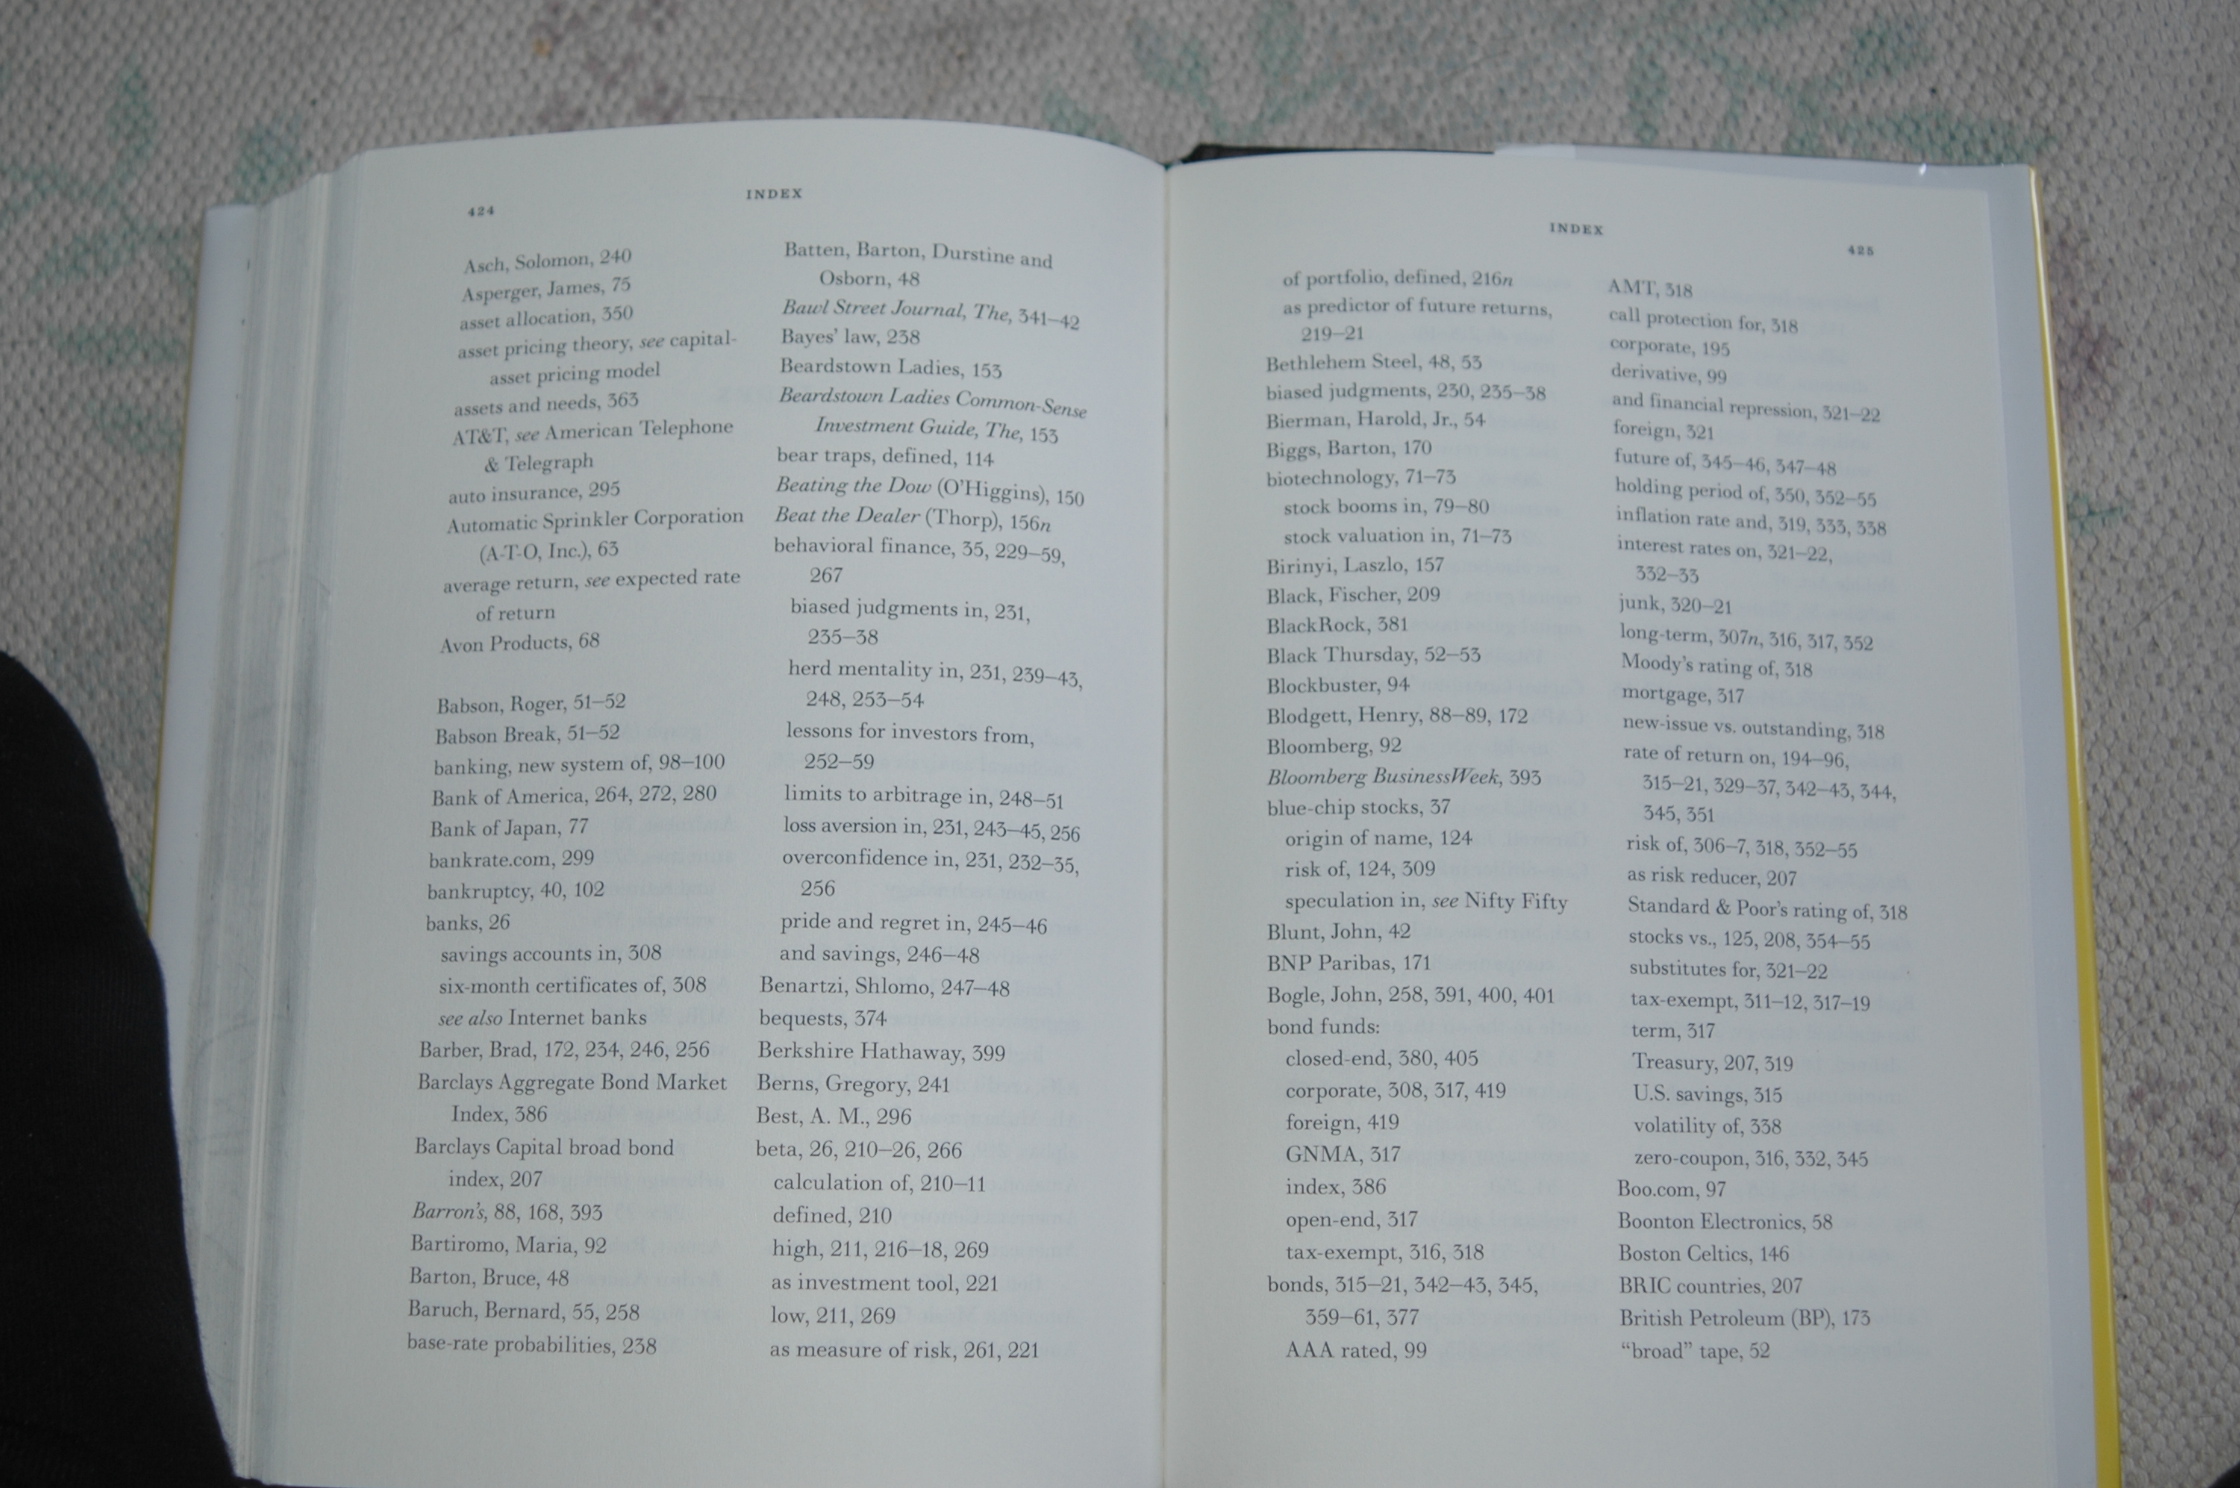 424
INDEX
Asch, Solomon, 240
Asperger, James, 75
asset allocation, 350
asset pricing theory, see capital-
asset pricing model
assets and needs, 363
AT&T, see American Telephone
& Telegraph
auto insurance, 295
Automatic Sprinkler Corporation
(A-T-O, Inc.), 63
average return, see expected rate
of return
Avon Products, 68
Babson, Roger, 51–52
Babson Break, 51–52
banking, new system of, 98–100
Bank of America, 264, 272, 280
Bank of Japan, 77
bankrate.com, 299
bankruptcy, 40, 102
banks, 26
savings accounts in, 308
six-month certificates of, 308
see also Internet banks
Barber, Brad, 172, 234, 246, 256
Barclays Aggregate Bond Market
Index, 386
Barclays Capital broad bond
index, 207
Barron's, 88, 168, 393
Bartiromo, Maria, 92
Barton, Bruce, 48
Baruch, Bernard, 55, 258
base-rate probabilities, 238
Batten, Barton, Durstine and
Osborn, 48
Bawl Street Journal, The, 341–42
Bayes' law, 238
Beardstown Ladies, 153
Beardstown Ladies Common-Sense
Investment Guide, The, 153
bear traps, defined, 114
Beating the Dow (O'Higgins), 150
Beat the Dealer (Thorp), 156n
behavioral finance, 35, 229–59,
267
biased judgments in, 231,
235–38
herd mentality in, 231, 239–43,
248, 253–54
lessons for investors from,
252–59
limits to arbitrage in, 248–51
loss aversion in, 231, 243–45, 256
overconfidence in, 231, 232–35,
256
pride and regret in, 245–46
and savings, 246–48
Benartzi, Shlomo, 247–48
bequests, 374
Berkshire Hathaway, 399
Berns, Gregory, 241
Best, A. M., 296
beta, 26, 210–26, 266
calculation of, 210–11
defined, 210
high, 211, 216–18, 269
as investment tool, 221
low, 211, 269
as measure of risk, 261, 221
INDEX
425
of portfolio, defined, 216n
as predictor of future returns,
219–21
Bethlehem Steel, 48, 53
biased judgments, 230, 235–38
Bierman, Harold, Jr., 54
Biggs, Barton, 170
biotechnology, 71–73
stock booms in, 79–80
stock valuation in, 71–73
Birinyi, Laszlo, 157
Black, Fischer, 209
BlackRock, 381
Black Thursday, 52–53
Blockbuster, 94
Blodgett, Henry, 88–89, 172
Bloomberg, 92
Bloomberg BusinessWeek, 393
blue-chip stocks, 37
origin of name, 124
risk of, 124, 309
speculation in, see Nifty Fifty
Blunt, John, 42
BNP Paribas, 171
Bogle, John, 258, 391, 400, 401
bond funds:
closed-end, 380, 405
corporate, 308, 317, 419
foreign, 419
GNMA, 317
index, 386
open-end, 317
tax-exempt, 316, 318
bonds, 315–21, 342–43, 345,
359–61, 377
AAA rated, 99
AMT, 318
call protection for, 318
corporate, 195
derivative, 99
and financial repression, 321–22
foreign, 321
future of, 345–46, 347–48
holding period of, 350, 352–55
inflation rate and, 319, 333, 338
interest rates on, 321–22,
332–33
junk, 320–21
long-term, 307n, 316, 317, 352
Moody's rating of, 318
mortgage, 317
new-issue vs. outstanding, 318
rate of return on, 194–96,
315–21, 329–37, 342–43, 344,
345, 351
risk of, 306–7, 318, 352–55
as risk reducer, 207
Standard & Poor's rating of, 318
stocks vs., 125, 208, 354–55
substitutes for, 321–22
tax-exempt, 311–12, 317–19
term, 317
Treasury, 207, 319
U.S. savings, 315
volatility of, 338
zero-coupon, 316, 332, 345
Boo.com, 97
Boonton Electronics, 58
Boston Celtics, 146
BRIC countries, 207
British Petroleum (BP), 173
“broad” tape, 52